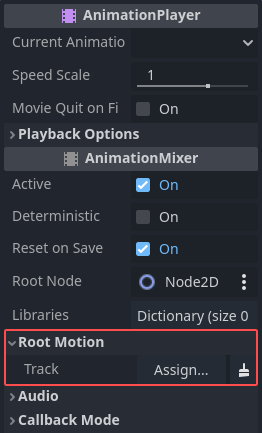 AnimationPlayer
Current Animatio
Speed Scale 1
Movie Quit on Fi On
Playback Options
AnimationMixer
Active On
Deterministic On
Reset on Save On
Root Node Node2D
Libraries Dictionary (size 0
Root Motion
Track Assign...
Audio
Callback Mode